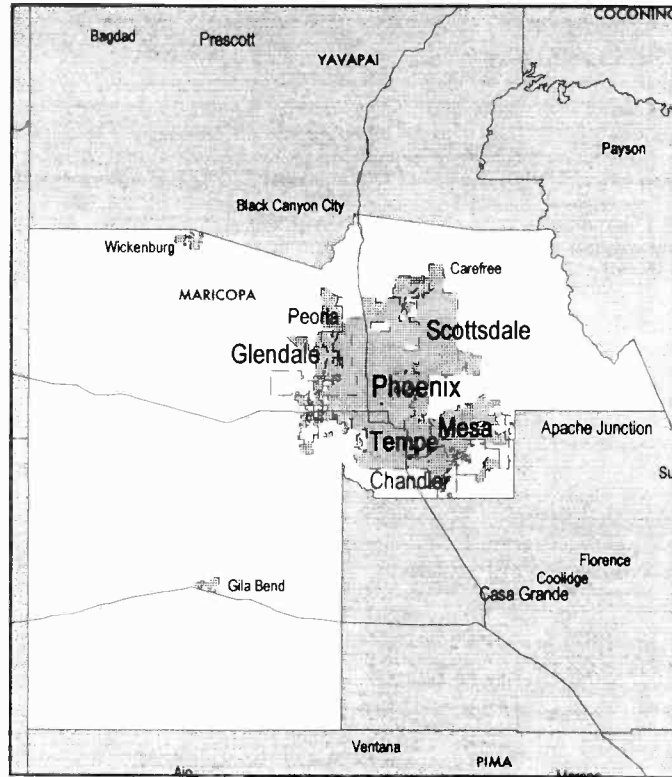 COCONINO
Bagdad
Prescott
YAVAPAI
Payson
Black Canyon City
Wickenburg
Carefree
MARICOPA
Peoria
Scottsdale
Glendale
Phoenix
Mesa
Apache Junction
Tempe
Su
Chandler
Florence
Coolidge
Gila Bend
Casa Grande
Ventana
PIMA